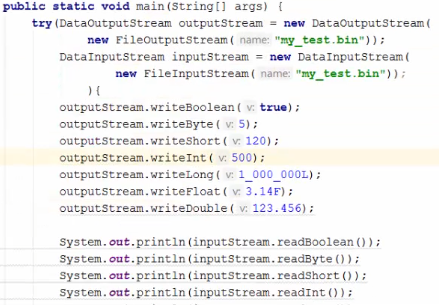 public static void main(String[] args) {
try(DataOutputStream outputStream = new DataOutputStream(
new FileOutputStream( name: "my_test.bin"));
DataInputStream inputStream = new DataInputStream(
new FileInputStream( name: "my_test.bin"));
){
outputStream.writeBoolean( v: true);
outputStream.writeByte( v: 5);
outputStream.writeShort( v: 120);
outputStream.writeInt( v: 500);
outputStream.writeLong( v: 1_000_000L);
outputStream.writeFloat( v: 3.14F);
outputStream.writeDouble( v: 123.456);
System.out.println(inputStream.readBoolean());
System.out.println(inputStream.readByte());
System.out.println(inputStream.readShort());
System.out.println(inputStream.readInt());